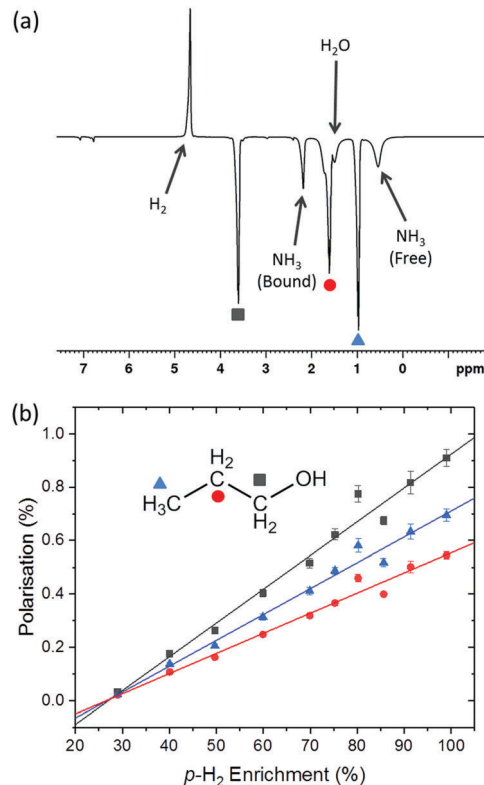 (a)
H₂O
H₂
NH₃
(Bound)
NH₃
(Free)
7 6 5 4 3 2 1 0 ppm
(b)
1.0
0.8
0.6
0.4
0.2
0.0
Polarisation (%)
H₂
C OH
H₃C C
H₂
20 30 40 50 60 70 80 90 100
p-H₂ Enrichment (%)